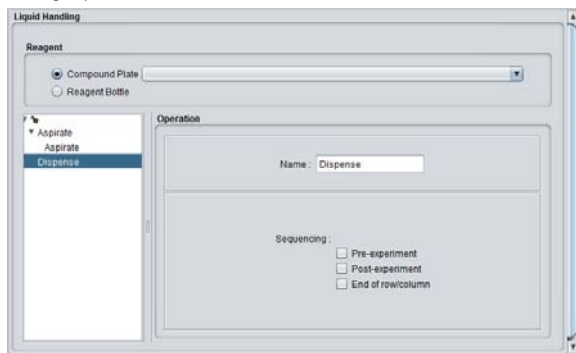 Liquid Handling
Reagent
Compound Plate
Reagent Bottle
Aspirate
Aspirate
Dispense
Operation
Name : Dispense
Sequencing :
Pre-experiment
Post-experiment
End of row/column